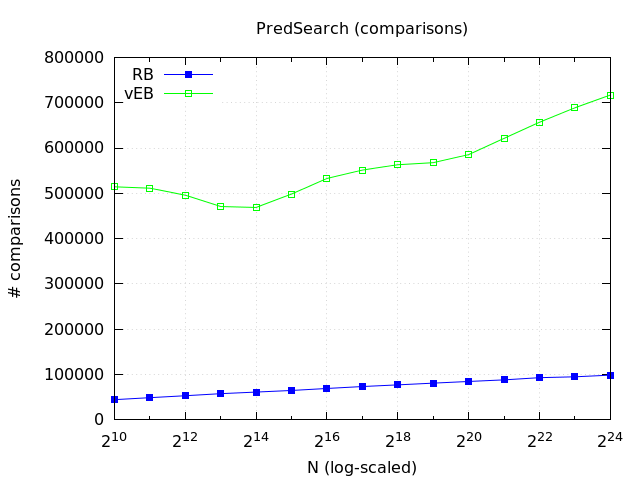 PredSearch (comparisons)
RB
vEB
800000
700000
600000
500000
400000
300000
200000
100000
0
# comparisons
2^10 2^12 2^14 2^16 2^18 2^20 2^22 2^24
N (log-scaled)